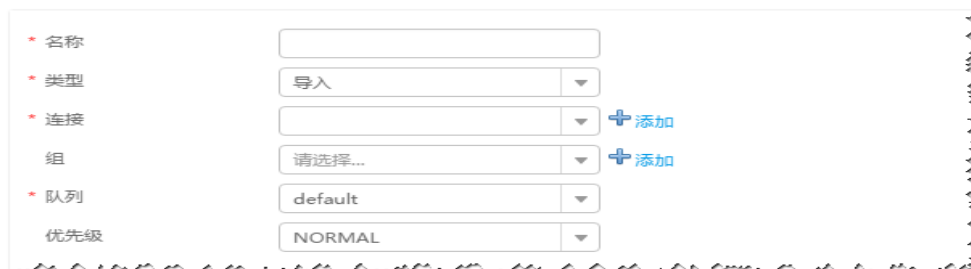 * 名称
* 类型 导入
* 连接 添加
组 请选择... 添加
* 队列 default
优先级 NORMAL